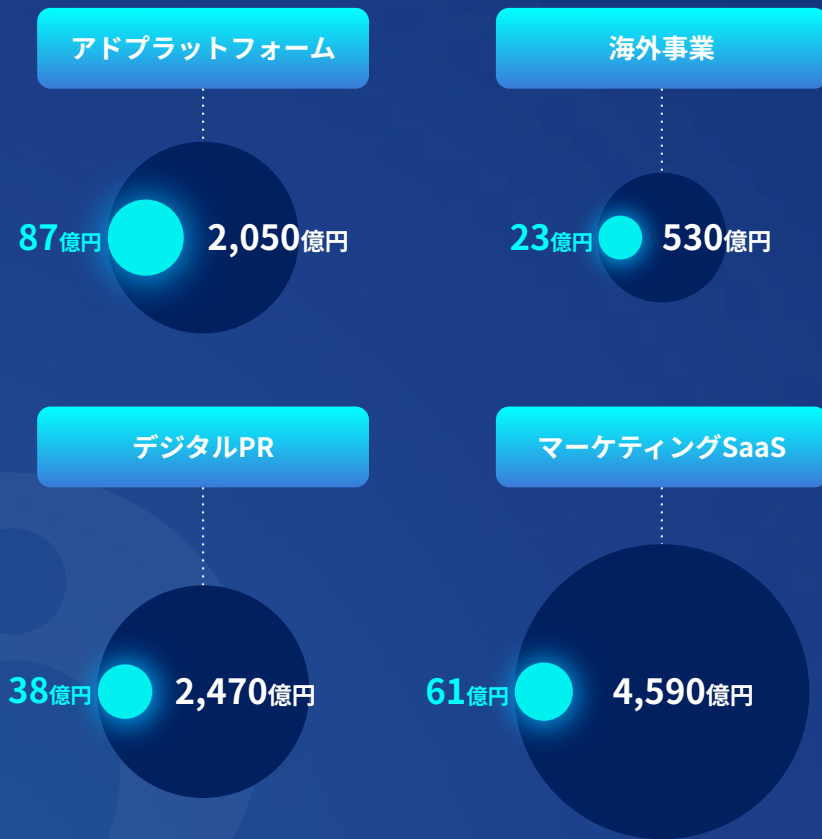 アドプラットフォーム
海外事業
87億円
2,050億円
23億円
530億円
デジタルPR
マーケティングSaaS
38億円
2,470億円
61億円
4,590億円